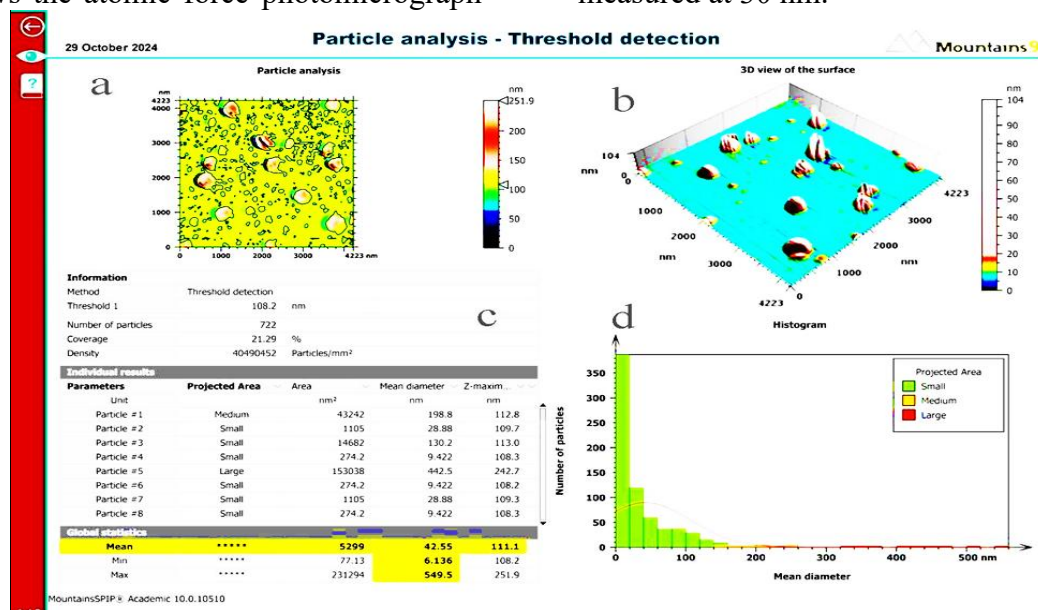 vs the atomic force photomicrograph
measured at 50 nm.
29 October 2024
Particle analysis - Threshold detection
Mountains 9
?
a
Particle analysis
nm
4223
4000
3000
2000
1000
0
0 1000 2000 3000 4223 nm
nm
251.9
200
150
100
50
0
b
3D view of the surface
104
nm
0
0
1000
2000
3000
4223
nm
0
1000
2000
3000
4223
nm
nm
104
90
80
70
60
50
40
30
20
10
0
c
Information
Method Threshold detection
Threshold 1 108.2 nm
Number of particles 722
Coverage 21.29 %
Density 40490452 Particles/mm²
Individual results
Parameters Projected Area Area Mean diameter Z-maxim...
Unit nm² nm nm
Particle #1 Medium 43242 198.8 112.8
Particle #2 Small 1105 28.88 109.7
Particle #3 Small 14682 130.2 113.0
Particle #4 Small 274.2 9.422 108.3
Particle #5 Large 153038 442.5 242.7
Particle #6 Small 274.2 9.422 108.2
Particle #7 Small 1105 28.88 109.3
Particle #8 Small 274.2 9.422 108.3
Global statistics
Mean ***** 5299 42.55 111.1
Min ***** 77.13 6.136 108.2
Max ***** 231294 549.5 251.9
d
Histogram
Number of particles
350
300
250
200
150
100
50
0
0 100 200 300 400 500 nm
Mean diameter
Projected Area
Small
Medium
Large
MountainsSPIP® Academic 10.0.10510